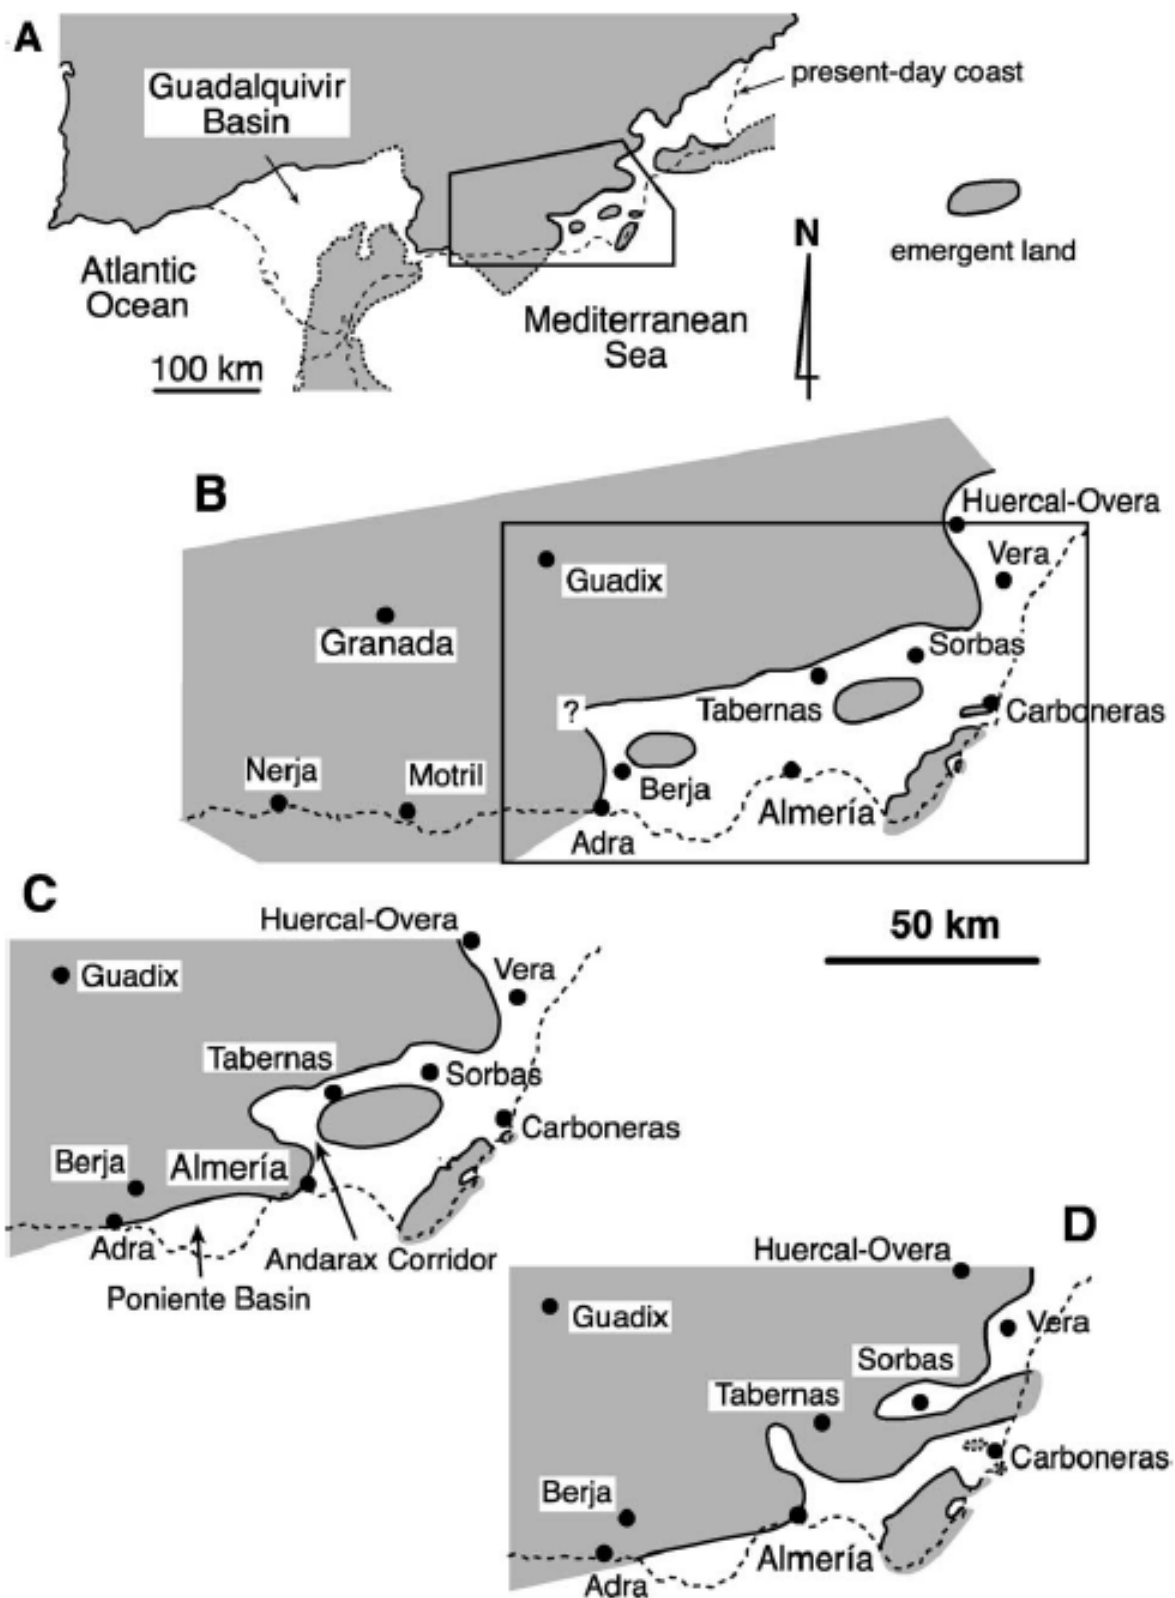 A
Guadalquivir
Basin
present-day coast
N
emergent land
Atlantic
Ocean
Mediterranean
Sea
100 km
B
Huercal-Overa
Vera
Guadix
Granada
Sorbas
?
Tabernas
Carboneras
Nerja
Motril
Berja
Almería
Adra
C
50 km
Huercal-Overa
Guadix
Vera
Tabernas
Sorbas
Carboneras
Berja
Almería
Adra
Andarax Corridor
Poniente Basin
D
Huercal-Overa
Guadix
Vera
Sorbas
Tabernas
Carboneras
Berja
Almería
Adra